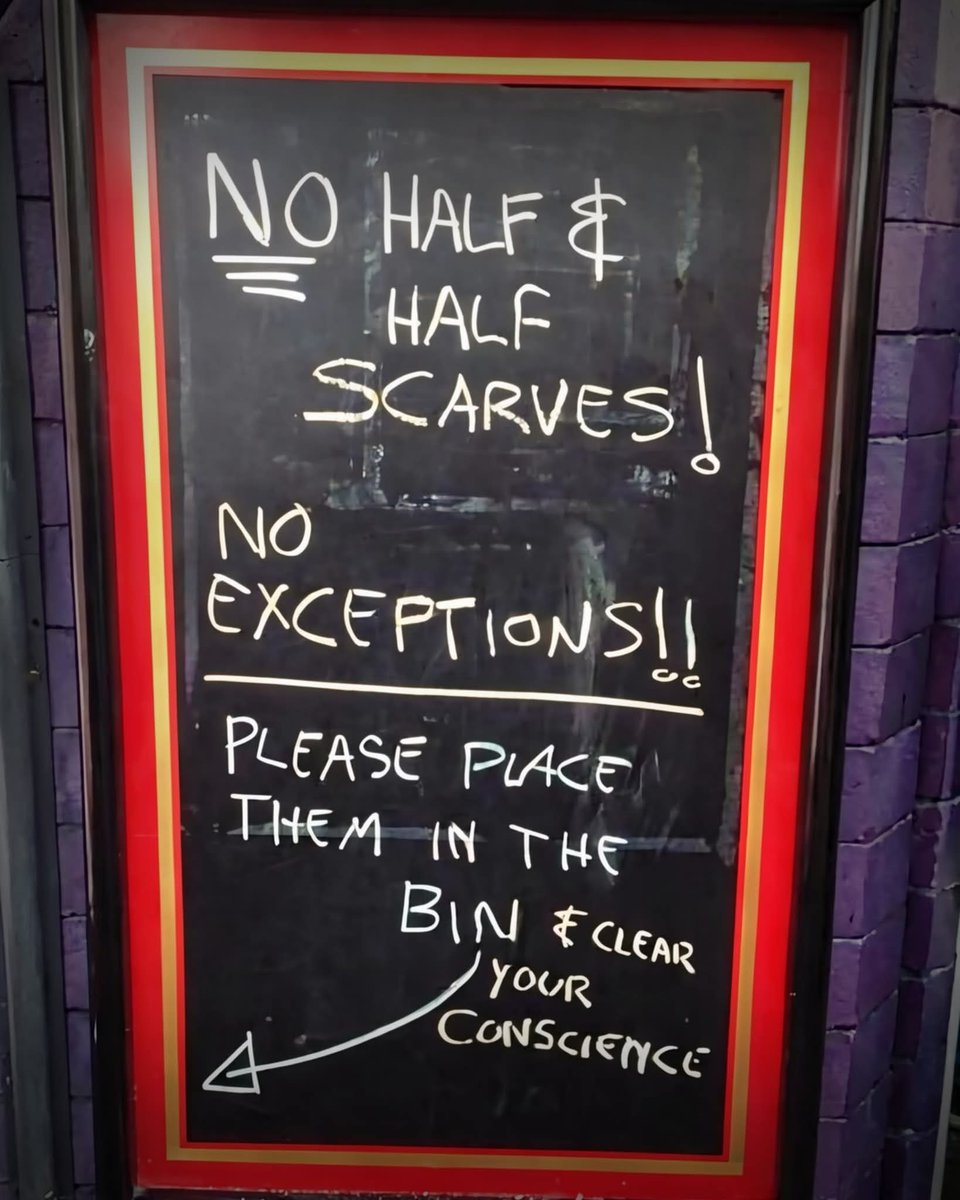 NO HALF &
HALF
SCARVES!
NO
EXCEPTIONS!!
PLEASE PLACE
THEM IN THE
BIN & CLEAR
YOUR
CONSCIENCE